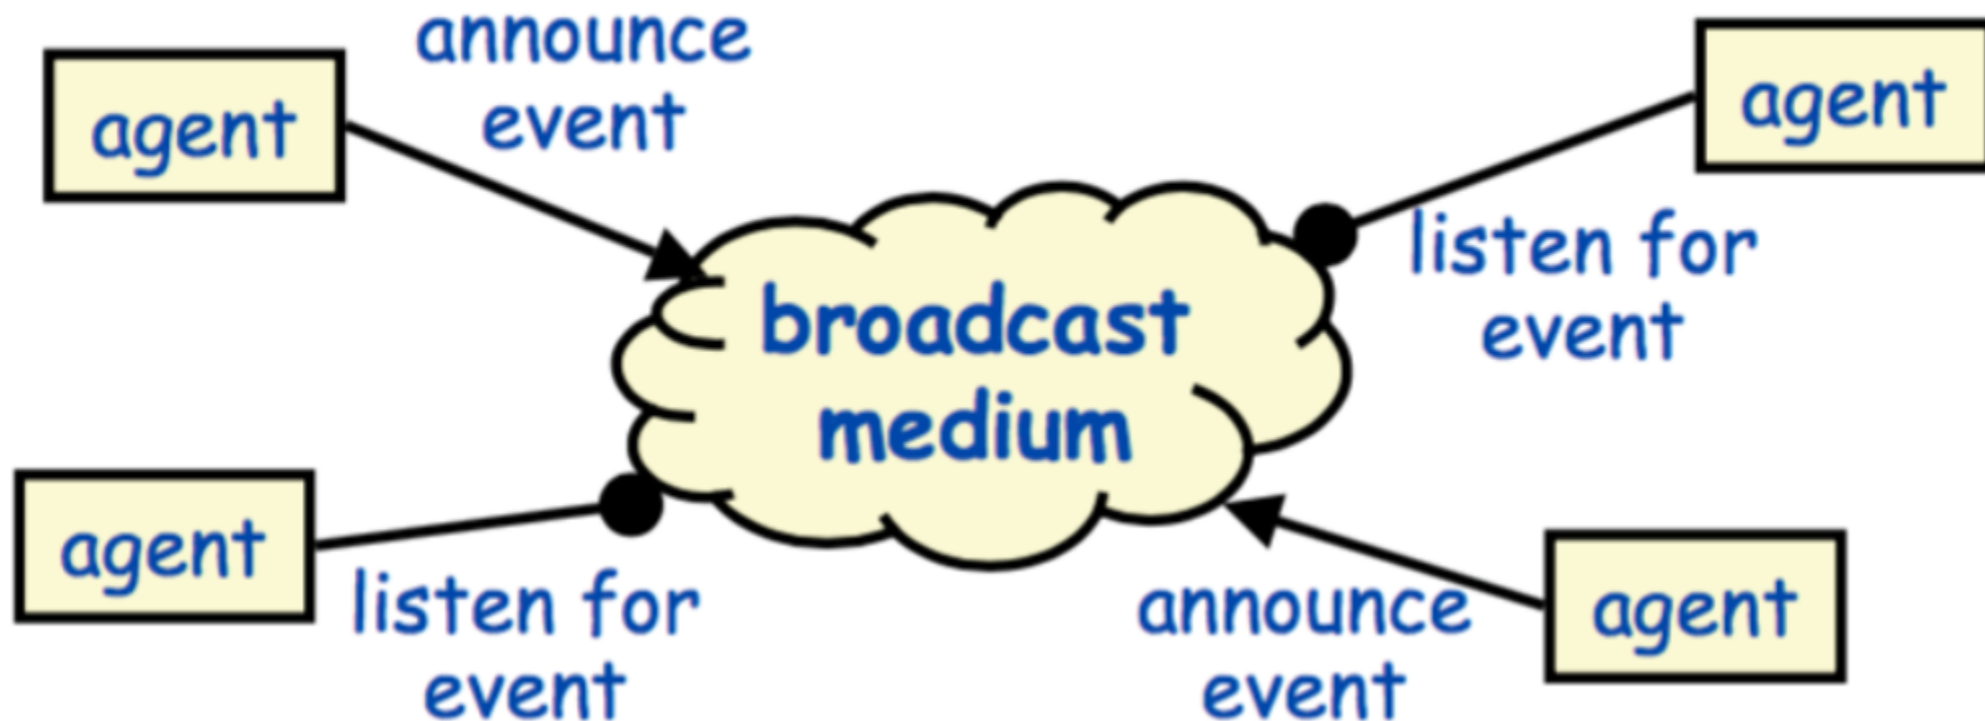 announce
event
agent
agent
listen for
event
broadcast
medium
agent
listen for
event
announce
event
agent